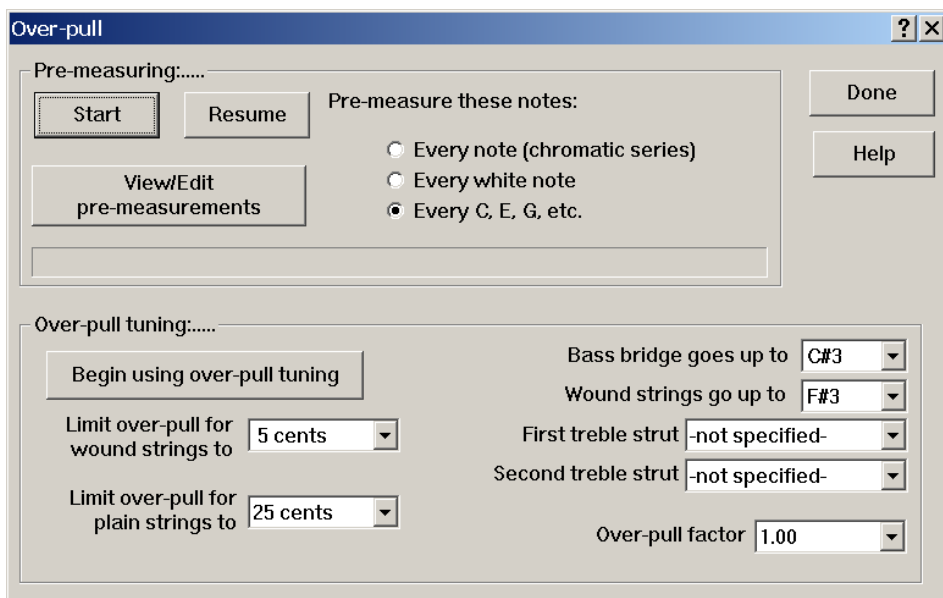 Over-pull
Pre-measuring:.....
Start
Resume
View/Edit
pre-measurements
Pre-measure these notes:
Every note (chromatic series)
Every white note
Every C, E, G, etc.
Done
Help
Over-pull tuning:.....
Begin using over-pull tuning
Limit over-pull for
wound strings to 5 cents
Limit over-pull for
plain strings to 25 cents
Bass bridge goes up to C#3
Wound strings go up to F#3
First treble strut -not specified-
Second treble strut -not specified-
Over-pull factor 1.00